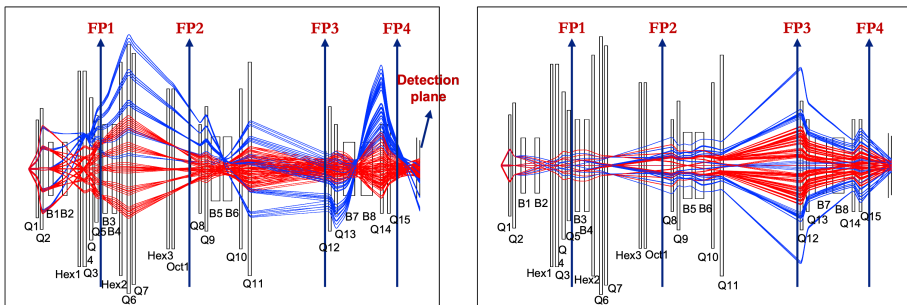 FP1 FP2 FP3 FP4
Detection
plane
B1 B2
B3
B4
B5 B6
B7
B8
Q1
Q2
Q5
Q
4
Q3
Hex1
Hex2
Q6
Q7
Hex3
Oct1
Q8
Q9
Q10
Q11
Q12
Q13
Q14
Q15
FP1 FP2 FP3 FP4
B1 B2
B3
B4
B5 B6
B7
B8
Q1
Q2
Hex1
Q
4
Q3
Q5
Hex2
Q6
Q7
Hex3
Oct1
Q8
Q9
Q10
Q11
Q12
Q13
Q14
Q15